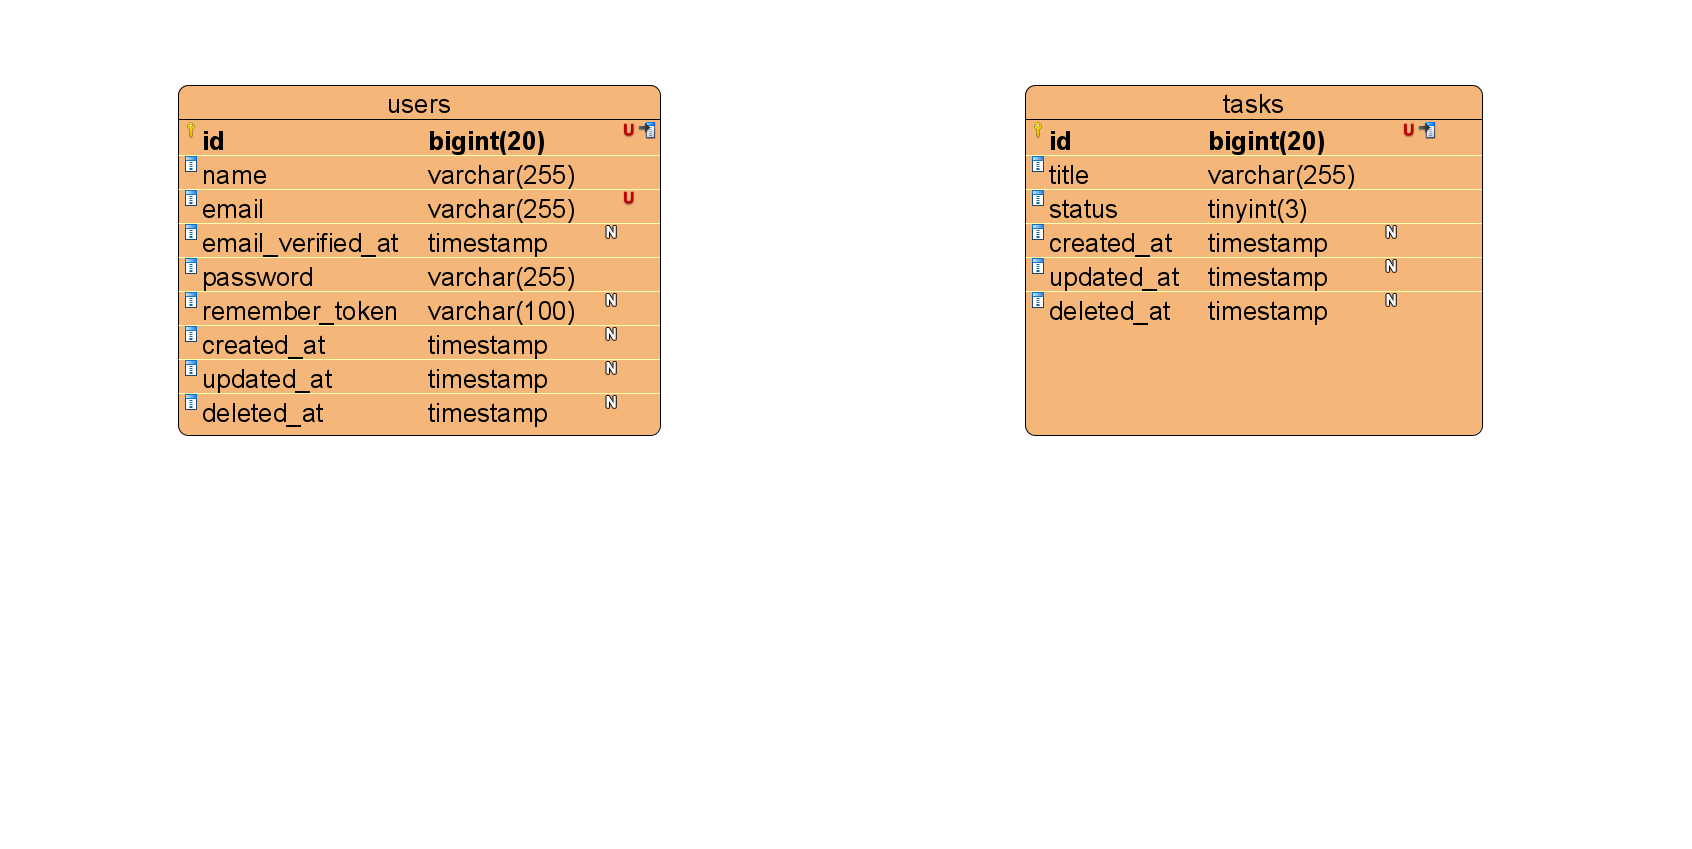 users
id bigint(20) U
name varchar(255)
email varchar(255) U
email_verified_at timestamp N
password varchar(255)
remember_token varchar(100) N
created_at timestamp N
updated_at timestamp N
deleted_at timestamp N
tasks
id bigint(20) U
title varchar(255)
status tinyint(3)
created_at timestamp N
updated_at timestamp N
deleted_at timestamp N